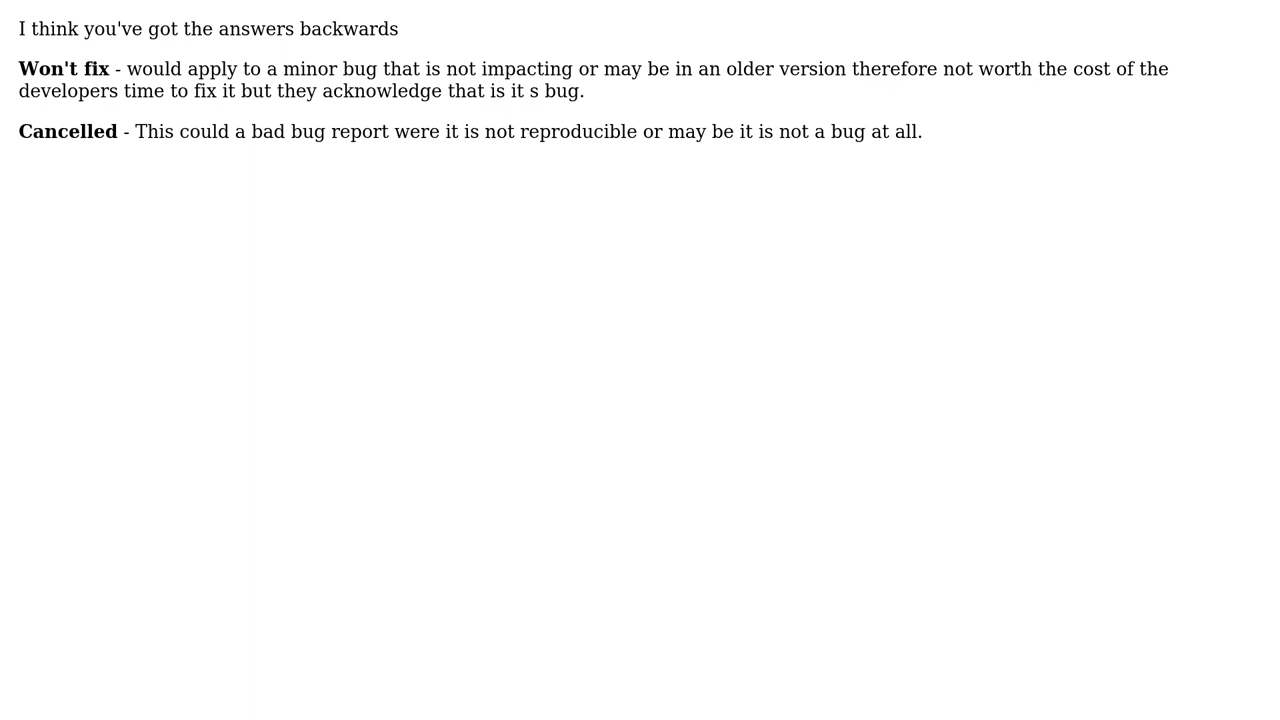 I think you've got the answers backwards
Won't fix - would apply to a minor bug that is not impacting or may be in an older version therefore not worth the cost of the
developers time to fix it but they acknowledge that is it s bug.
Cancelled - This could a bad bug report were it is not reproducible or may be it is not a bug at all.